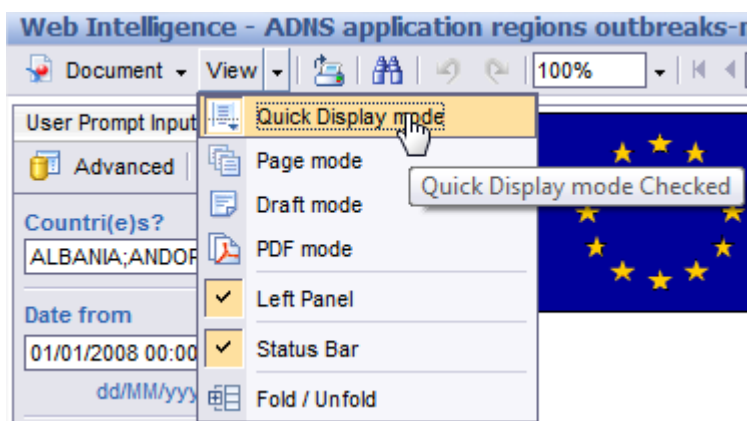 Web Intelligence - ADNS application regions outbreaks-
Document View 100%
User Prompt Input
Quick Display mode
Advanced
Page mode
Quick Display mode Checked
Draft mode
Countri(e)s?
ALBANIA;ANDOR
PDF mode
Left Panel
Date from
01/01/2008 00:00
Status Bar
dd/MM/yyy
Fold / Unfold